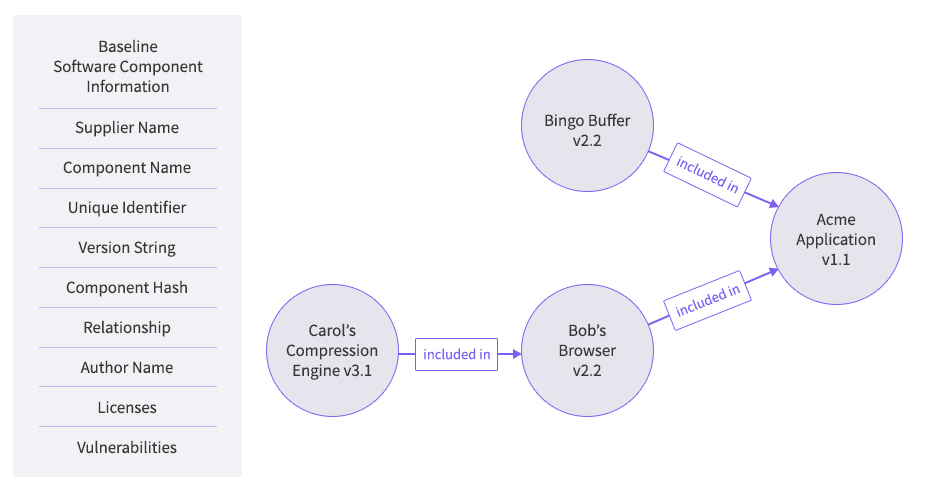 Baseline
Software Component
Information
Supplier Name
Component Name
Unique Identifier
Version String
Component Hash
Relationship
Author Name
Licenses
Vulnerabilities
Bingo Buffer
v2.2
included in
Acme
Application
v1.1
Carol’s
Compression
Engine v3.1
included in
Bob’s
Browser
v2.2
included in